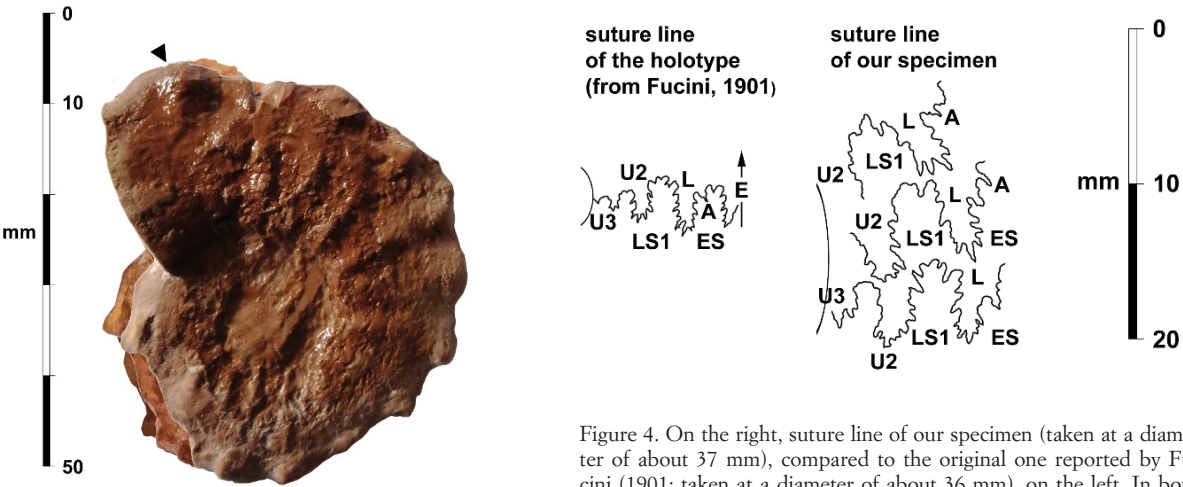 0
10
mm
50
suture line
of the holotype
(from Fucini, 1901)
U2 L
E
A
U3
LS1 ES
suture line
of our specimen
L A
LS1
U2
L A
U2
LS1 ES
L
U3
LS1 ES
U2
0
mm 10
20
Figure 4. On the right, suture line of our specimen (taken at a diam
ter of about 37 mm), compared to the original one reported by Fu
cini (1901; taken at a diameter of about 36 mm), on the left. In bo